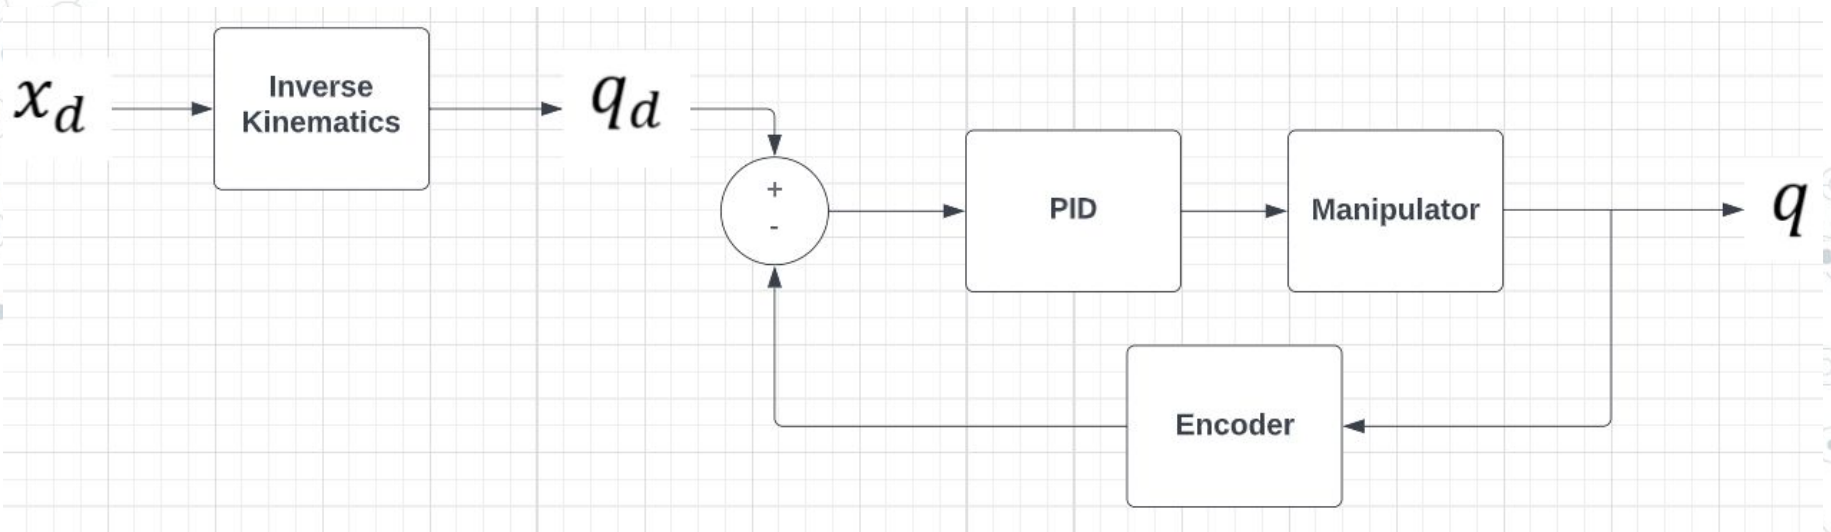 x_d
Inverse
Kinematics
q_d
+
-
PID
Manipulator
q
Encoder